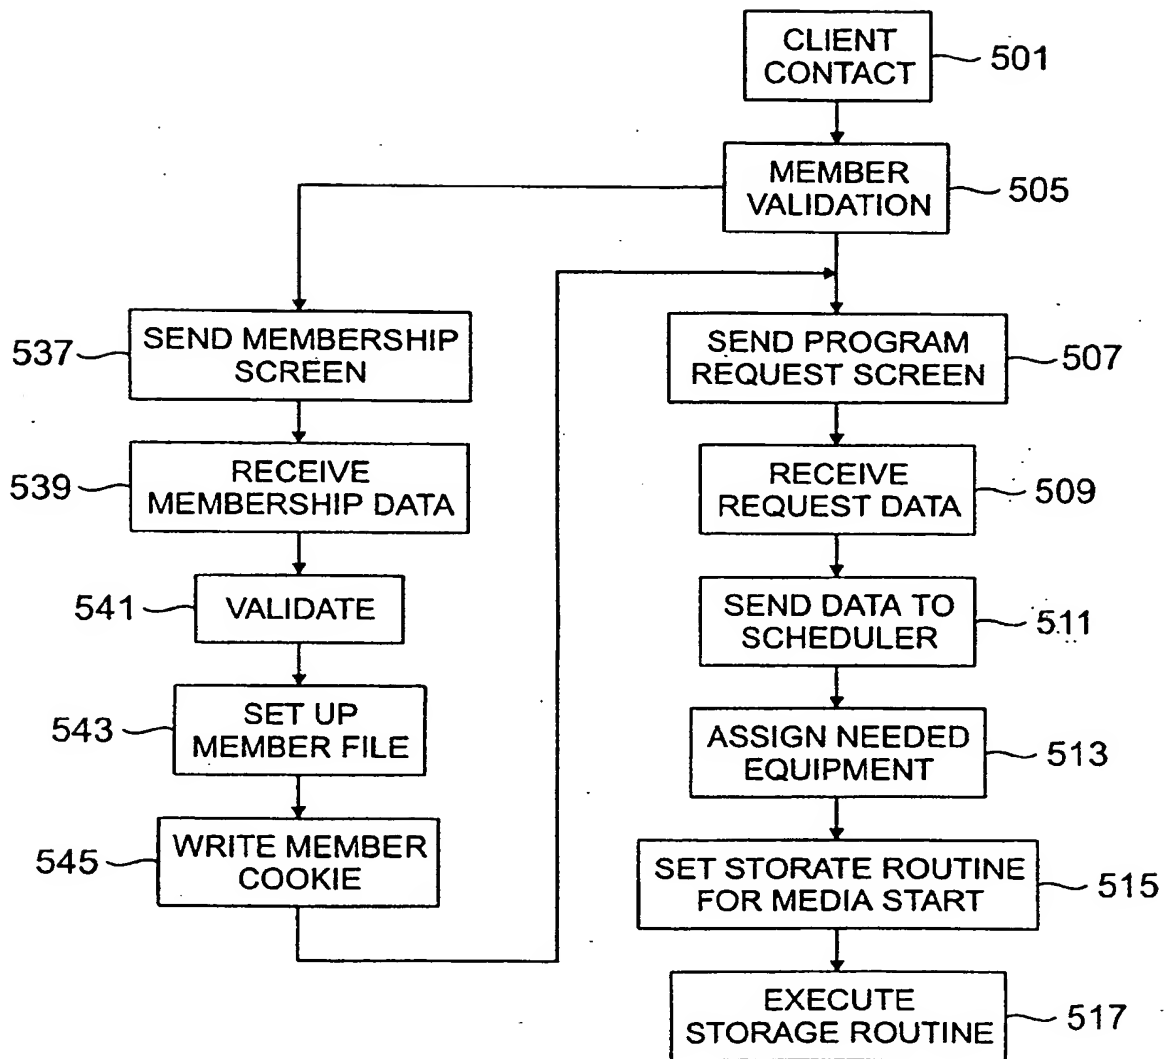 CLIENT
CONTACT
501
MEMBER
VALIDATION
505
SEND MEMBERSHIP
SCREEN
537
SEND PROGRAM
REQUEST SCREEN
507
RECEIVE
MEMBERSHIP DATA
539
RECEIVE
REQUEST DATA
509
VALIDATE
541
SEND DATA TO
SCHEDULER
511
SET UP
MEMBER FILE
543
ASSIGN NEEDED
EQUIPMENT
513
WRITE MEMBER
COOKIE
545
SET STORATE ROUTINE
FOR MEDIA START
515
EXECUTE
STORAGE ROUTINE
517